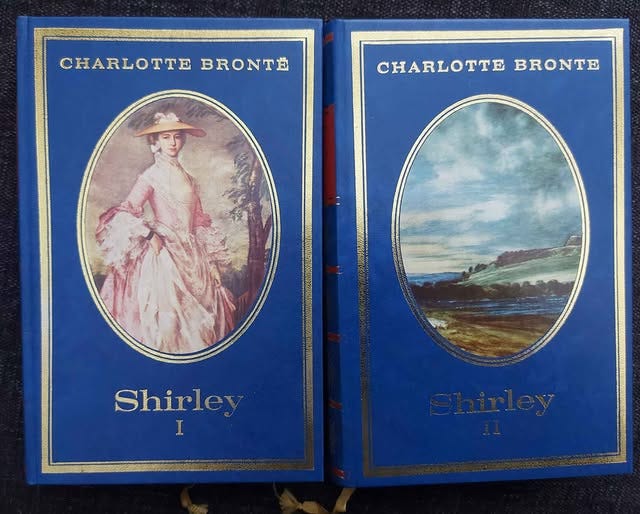 CHARLOTTE BRONTË
Shirley
I
CHARLOTTE BRONTE
Shirley
II